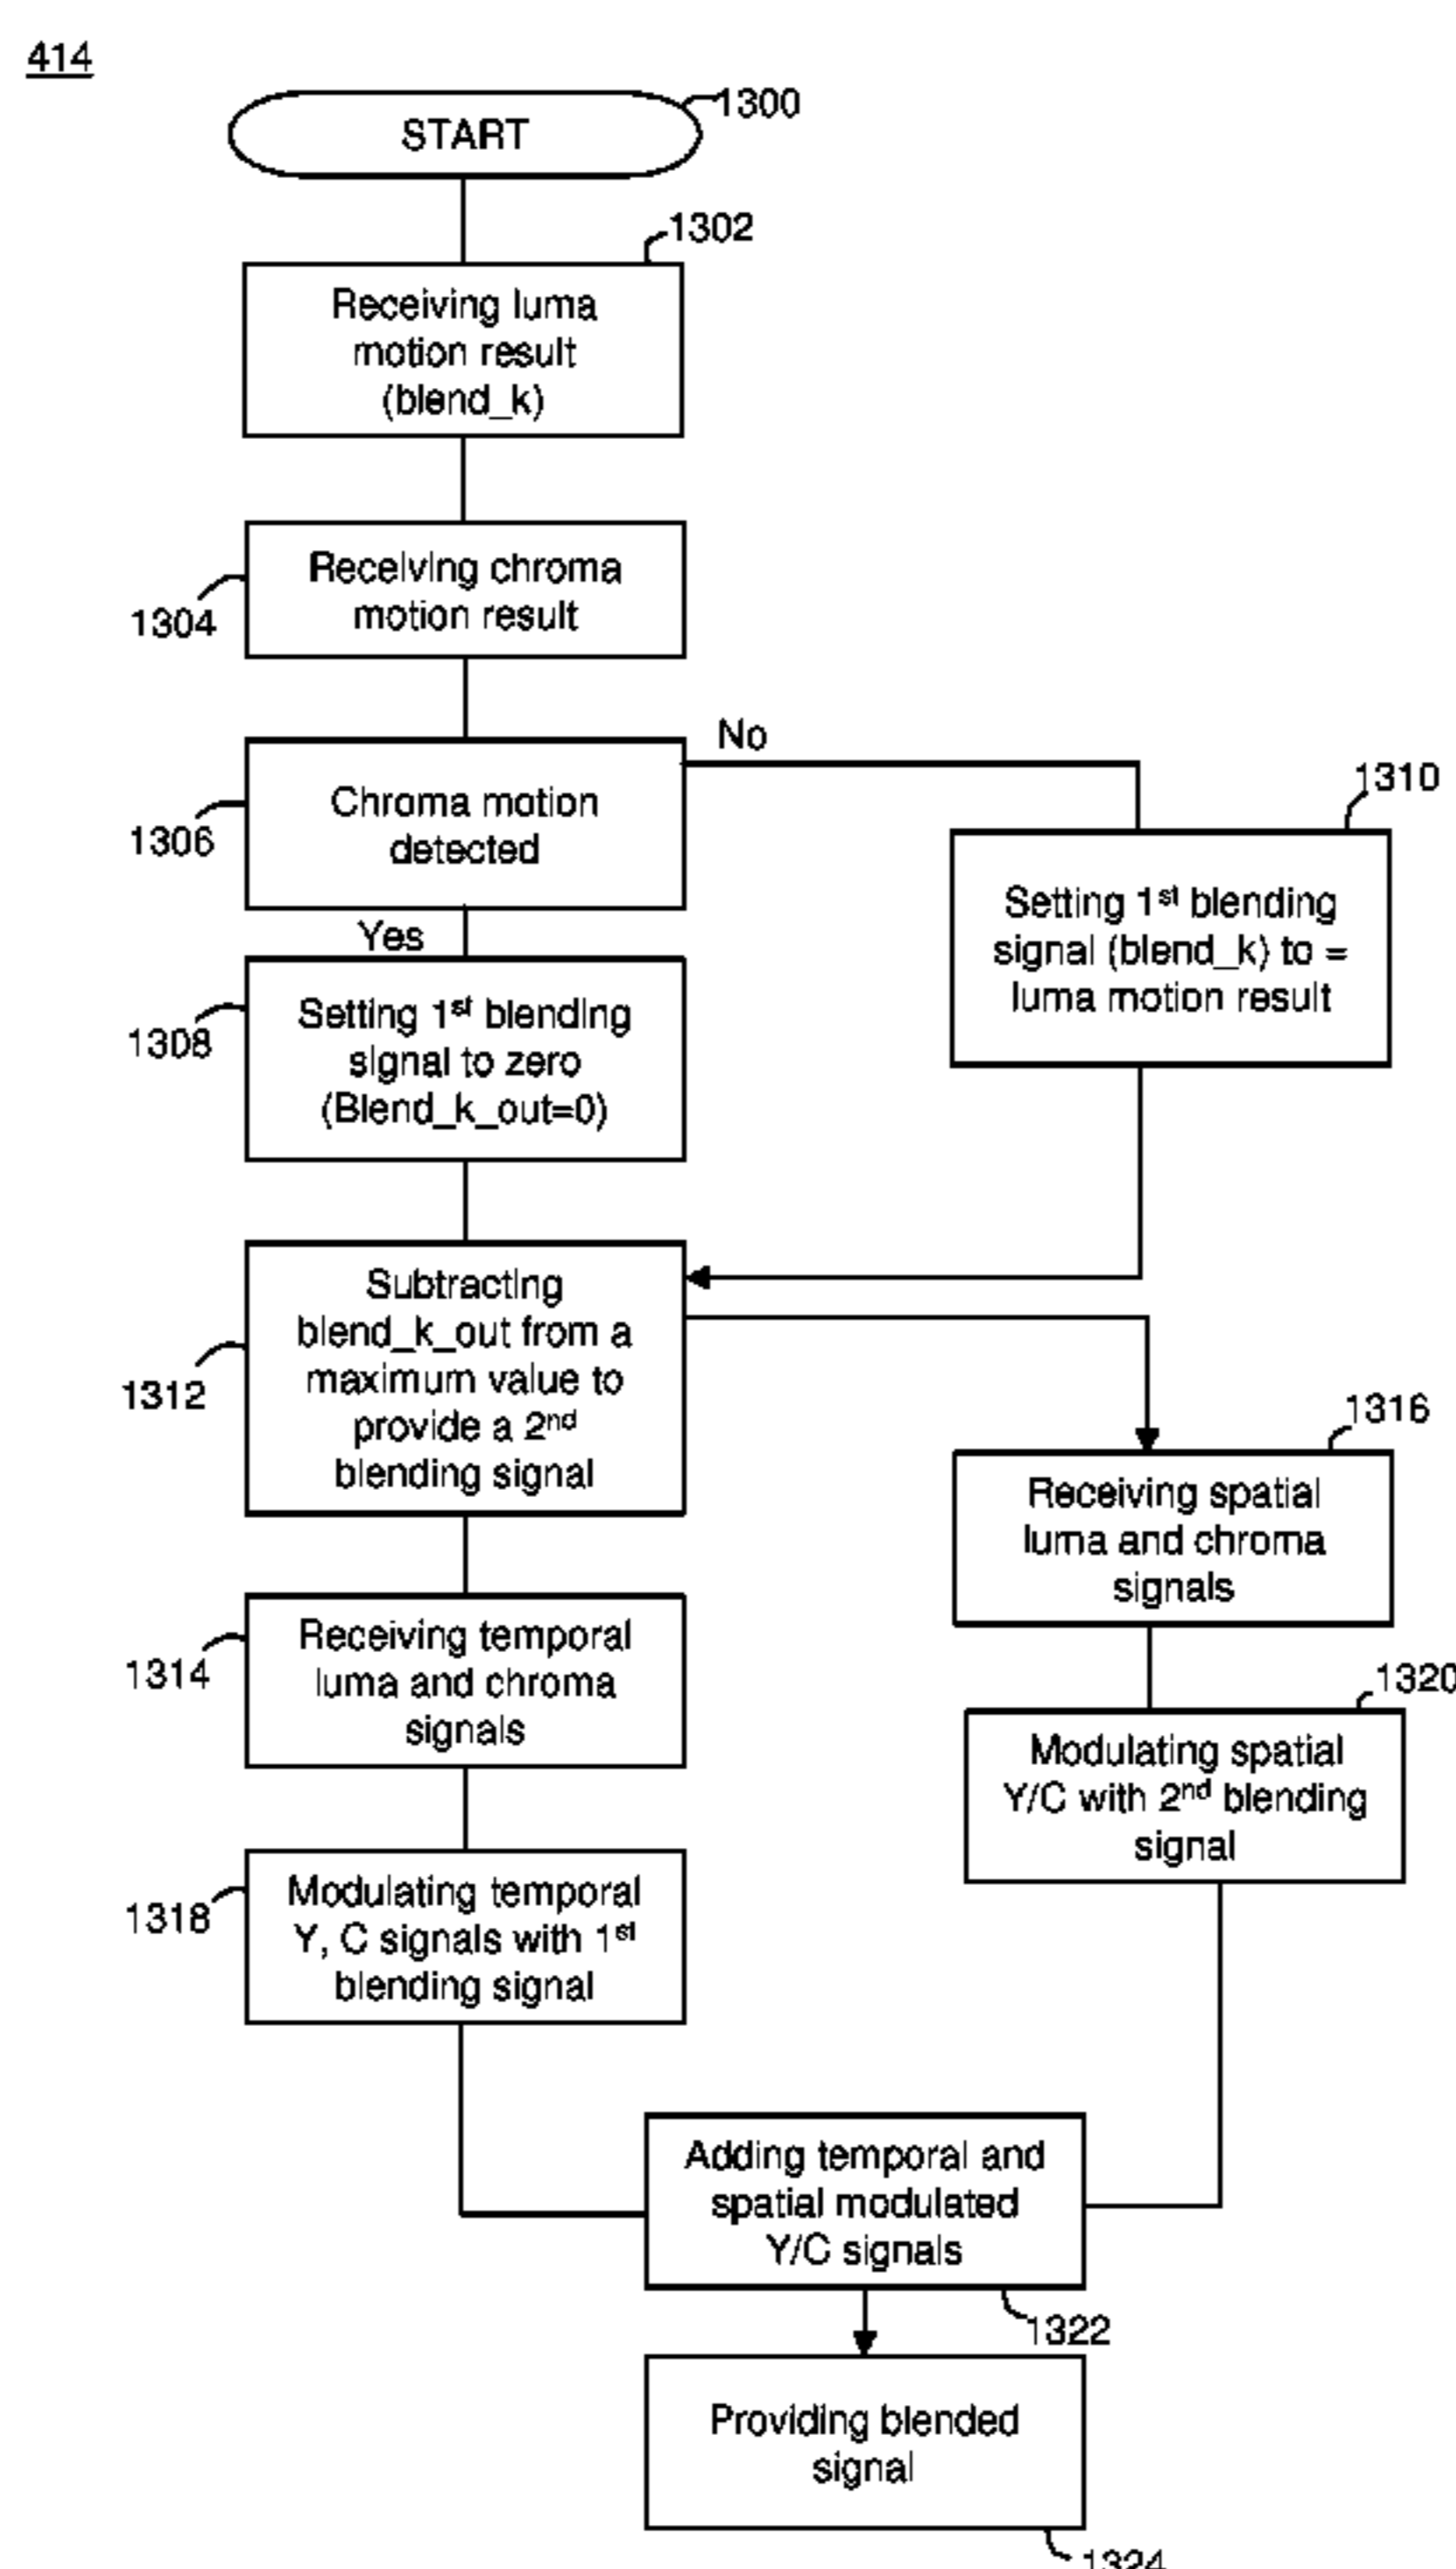 414
START
1300
1302
Receiving luma
motion result
(blend_k)
Receiving chroma
motion result
1304
No
Chroma motion
detected
1306
1310
Setting 1st blending
signal (blend_k) to =
luma motion result
Yes
Setting 1st blending
signal to zero
(Blend_k_out=0)
1308
Subtracting
blend_k_out from a
maximum value to
provide a 2nd
blending signal
1312
1316
Receiving spatial
luma and chroma
signals
Receiving temporal
luma and chroma
signals
1314
1320
Modulating spatial
Y/C with 2nd blending
signal
Modulating temporal
Y, C signals with 1st
blending signal
1318
Adding temporal and
spatial modulated
Y/C signals
1322
Providing blended
signal
1324